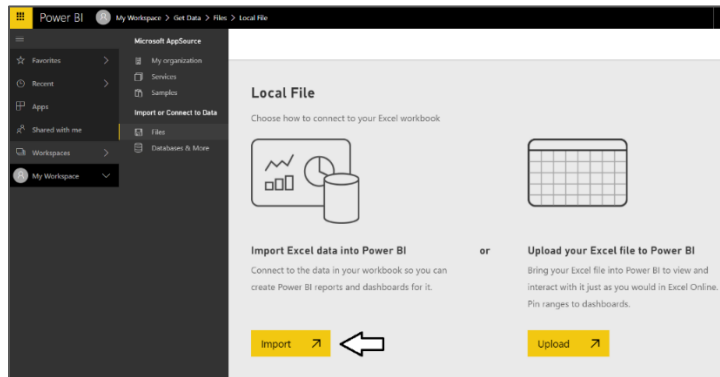 Power BI My Workspace > Get Data > Files > Local File
Favorites
Recent
Apps
Shared with me
Workspaces
My Workspace
Microsoft AppSource
My organization
Services
Samples
Import or Connect to Data
Files
Databases & More
Local File
Choose how to connect to your Excel workbook
Import Excel data into Power BI
Connect to the data in your workbook so you can
create Power BI reports and dashboards for it.
Import
or
Upload your Excel file to Power BI
Bring your Excel file into Power BI to view and
interact with it just as you would in Excel Online.
Pin ranges to dashboards.
Upload